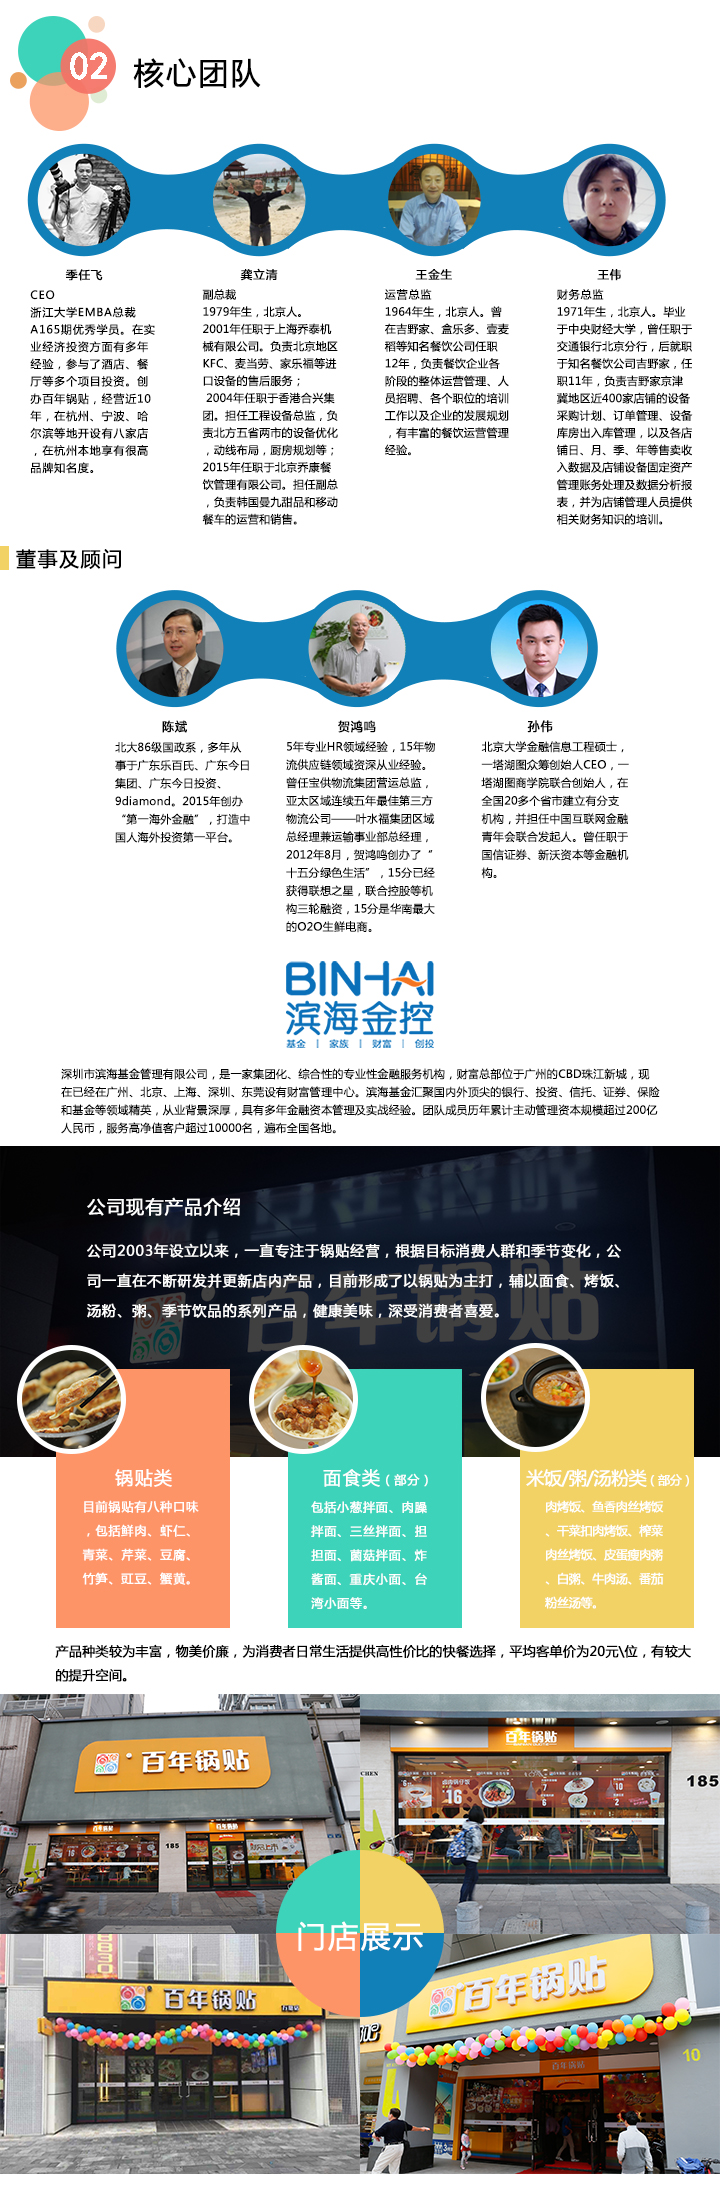 02
核心团队
季任飞
CEO
浙江大学EMBA总裁
A165期优秀学员。在实
业经济投资方面有多年
经验，参与了酒店、餐
厅等多个项目投资。创
办百年锅贴，经营近10
年，在杭州、宁波、哈
尔滨等地开设有八家店
，在杭州本地享有很高
品牌知名度。
龚立清
副总裁
1979年生，北京人。
2001年任职于上海乔泰机
械有限公司。负责北京地区
KFC、麦当劳、家乐福等进
口设备的售后服务；
2004年任职于香港合兴集
团。担任工程设备总监，负
责北方五省两市的设备优化
，动线布局，厨房规划等；
2015年任职于北京乔康餐
饮管理有限公司。担任副总
，负责韩国曼九甜品和移动
餐车的运营和销售。
王金生
运营总监
1964年生，北京人。曾
在吉野家、盒乐多、壹麦
稻等知名餐饮公司任职
12年，负责餐饮企业各
阶段的整体运营管理、人
员招聘、各个职位的培训
工作以及企业的发展规划
，有丰富的餐饮运营管理
经验。
王伟
财务总监
1971年生，北京人。毕业
于中央财经大学，曾任职于
交通银行北京分行，后就职
于知名餐饮公司吉野家，任
职11年，负责吉野家京津
冀地区近400家店铺的设备
采购计划、订单管理、设备
库房出入库管理，以及各店
铺日、月、季、年等售卖收
入数据及店铺设备固定资产
管理账务处理及数据分析报
表，并为店铺管理人员提供
相关财务知识的培训。
董事及顾问
陈斌
北大86级国政系，多年从
事于广东乐百氏、广东今日
集团、广东今日投资、
9diamond。2015年创办
“第一海外金融”，打造中
国人海外投资第一平台。
贺鸿鸣
5年专业HR领域经验，15年物
流供应链领域资深从业经验。
曾任宝供物流集团营运总监，
亚太区域连续五年最佳第三方
物流公司——叶水福集团区域
总经理兼运输事业部总经理，
2012年8月，贺鸿鸣创办了“
十五分绿色生活”，15分已经
获得联想之星，联合控股等机
构三轮融资，15分是华南最大
的O2O生鲜电商。
孙伟
北京大学金融信息工程硕士，
一塔湖图众筹创始人CEO，一
塔湖图商学院联合创始人，在
全国20多个省市建立有分支
机构，并担任中国互联网金融
青年会联合发起人。曾任职于
国信证券、新沃资本等金融机
构。
BINHAI
滨海金控
基金 | 家族 | 财富 | 创投
深圳市滨海基金管理有限公司，是一家集团化、综合性的专业性金融服务机构，财富总部位于广州的CBD珠江新城，现
在已经在广州、北京、上海、深圳、东莞设有财富管理中心。滨海基金汇聚国内外顶尖的银行、投资、信托、证券、保险
和基金等领域精英，从业背景深厚，具有多年金融资本管理及实战经验。团队成员历年累计主动管理资本规模超过200亿
人民币，服务高净值客户超过10000名，遍布全国各地。
公司现有产品介绍
公司2003年设立以来，一直专注于锅贴经营，根据目标消费人群和季节变化，公
司一直在不断研发并更新店内产品，目前形成了以锅贴为主打，辅以面食、烤饭、
汤粉、粥、季节饮品的系列产品，健康美味，深受消费者喜爱。
百年锅贴
锅贴类
目前锅贴有八种口味
，包括鲜肉、虾仁、
青菜、芹菜、豆腐、
竹笋、豇豆、蟹黄。
面食类（部分）
包括小葱拌面、肉臊
拌面、三丝拌面、担
担面、菌菇拌面、炸
酱面、重庆小面、台
湾小面等。
米饭/粥/汤粉类（部分）
肉烤饭、鱼香肉丝烤饭
、干菜扣肉烤饭、榨菜
肉丝烤饭、皮蛋瘦肉粥
、白粥、牛肉汤、番茄
粉丝汤等。
产品种类较为丰富，物美价廉，为消费者日常生活提供高性价比的快餐选择，平均客单价为20元\位，有较大
的提升空间。
百年锅贴
百年锅贴
185
百年锅贴
185
16
门店展示
百年锅贴
百年锅贴
百年锅贴
10